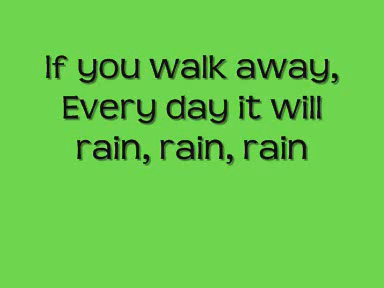 If you walk away,
Every day it will
rain, rain, rain